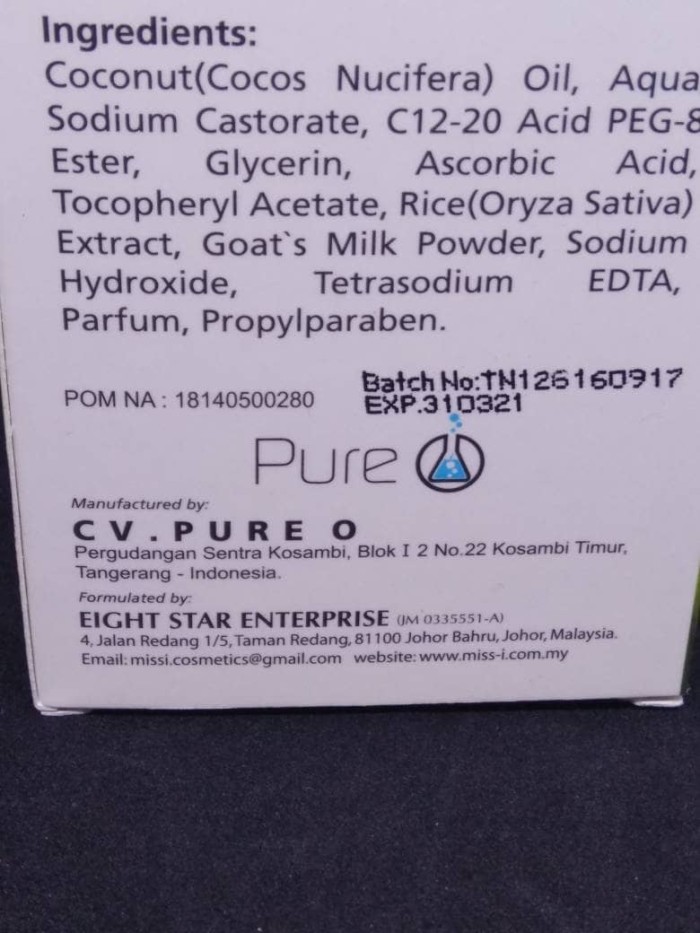 Ingredients:
Coconut(Cocos Nucifera) Oil, Aqua
Sodium Castorate, C12-20 Acid PEG-8
Ester, Glycerin, Ascorbic Acid,
Tocopheryl Acetate, Rice(Oryza Sativa)
Extract, Goat`s Milk Powder, Sodium
Hydroxide, Tetrasodium EDTA,
Parfum, Propylparaben.
POM NA : 18140500280
Batch No:TN126160917
EXP.310321
Pure
Manufactured by:
CV.PURE O
Pergudangan Sentra Kosambi, Blok I 2 No.22 Kosambi Timur,
Tangerang - Indonesia.
Formulated by:
EIGHT STAR ENTERPRISE (JM 0335551-A)
4, Jalan Redang 1/5, Taman Redang, 81100 Johor Bahru, Johor, Malaysia.
Email: missi.cosmetics@gmail.com website: www.miss-i.com.my